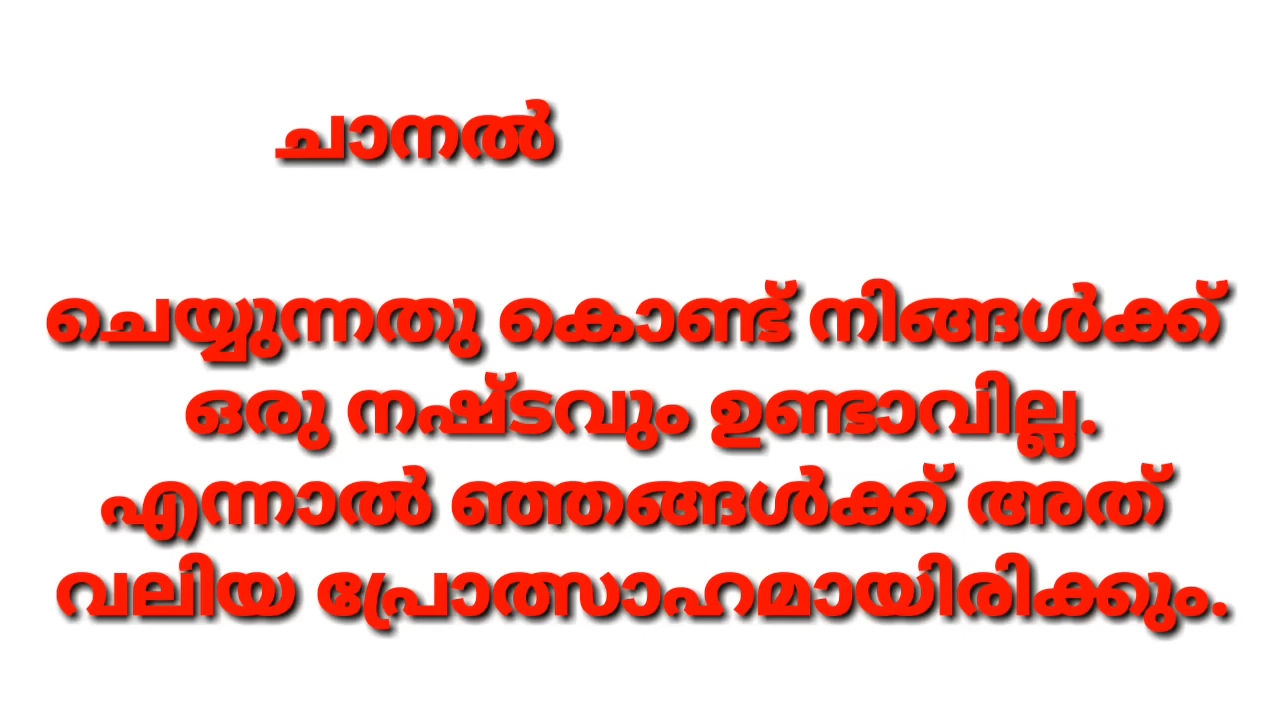 ചാനൽ
ചെയ്യുന്നതു കൊണ്ട് നിങ്ങൾക്ക്
ഒരു നഷ്ടവും ഉണ്ടാവില്ല.
എന്നാൽ ഞങ്ങൾക്ക് അത്
വലിയ പ്രോത്സാഹമായിരിക്കും.